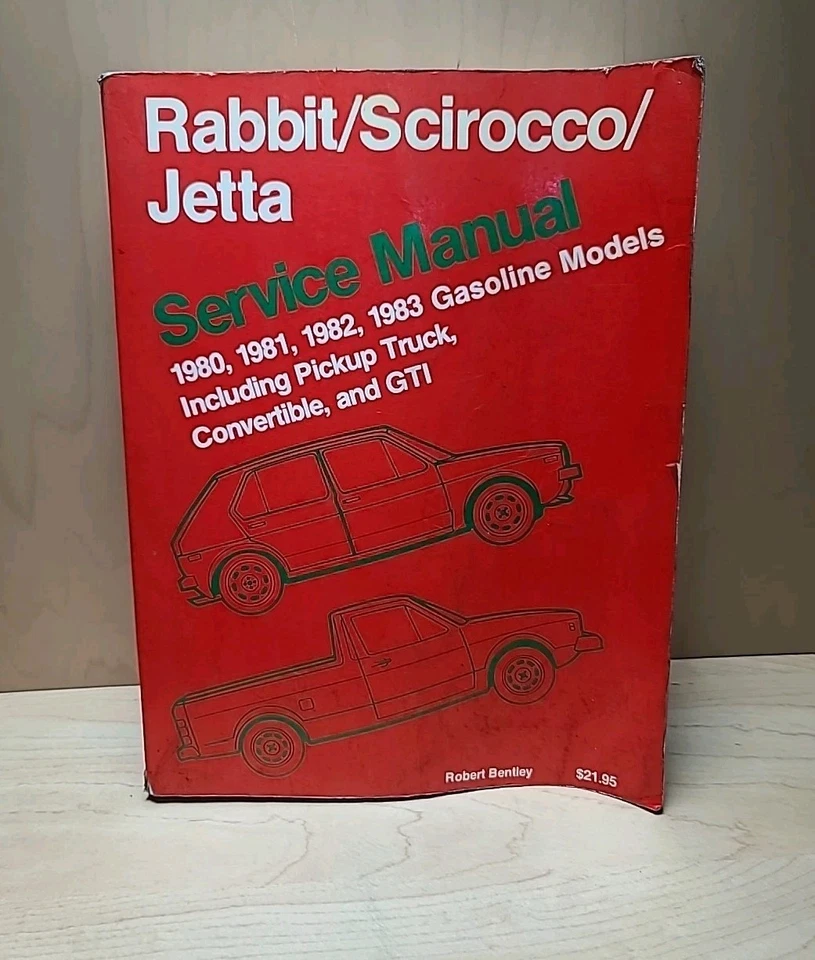 Rabbit/Scirocco/
Jetta
Service Manual
1980, 1981, 1982, 1983 Gasoline Models
Including Pickup Truck,
Convertible, and GTI
Robert Bentley $21.95